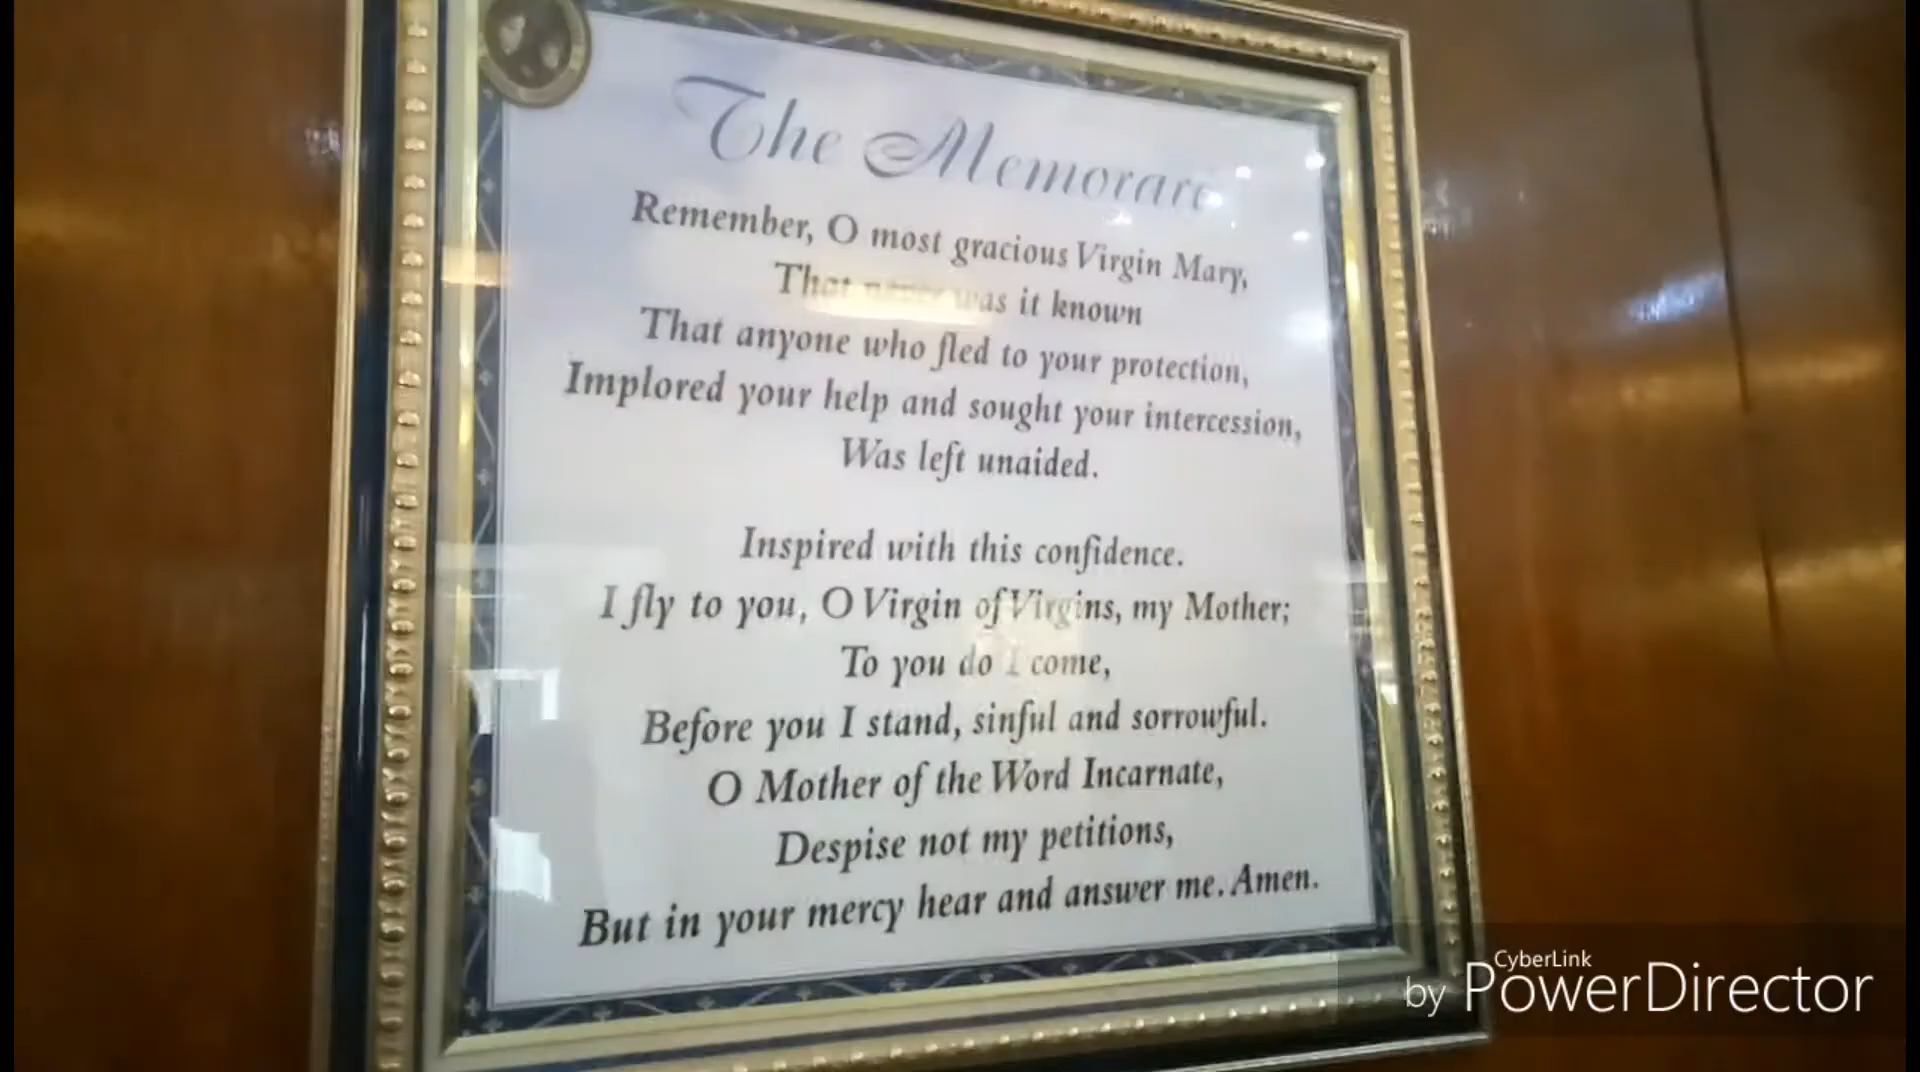 The Memorare
Remember, O most gracious Virgin Mary,
That never was it known
That anyone who fled to your protection,
Implored your help and sought your intercession,
Was left unaided.
Inspired with this confidence.
I fly to you, O Virgin of Virgins, my Mother;
To you do I come,
Before you I stand, sinful and sorrowful.
O Mother of the Word Incarnate,
Despise not my petitions,
But in your mercy hear and answer me. Amen.
CyberLink
by PowerDirector